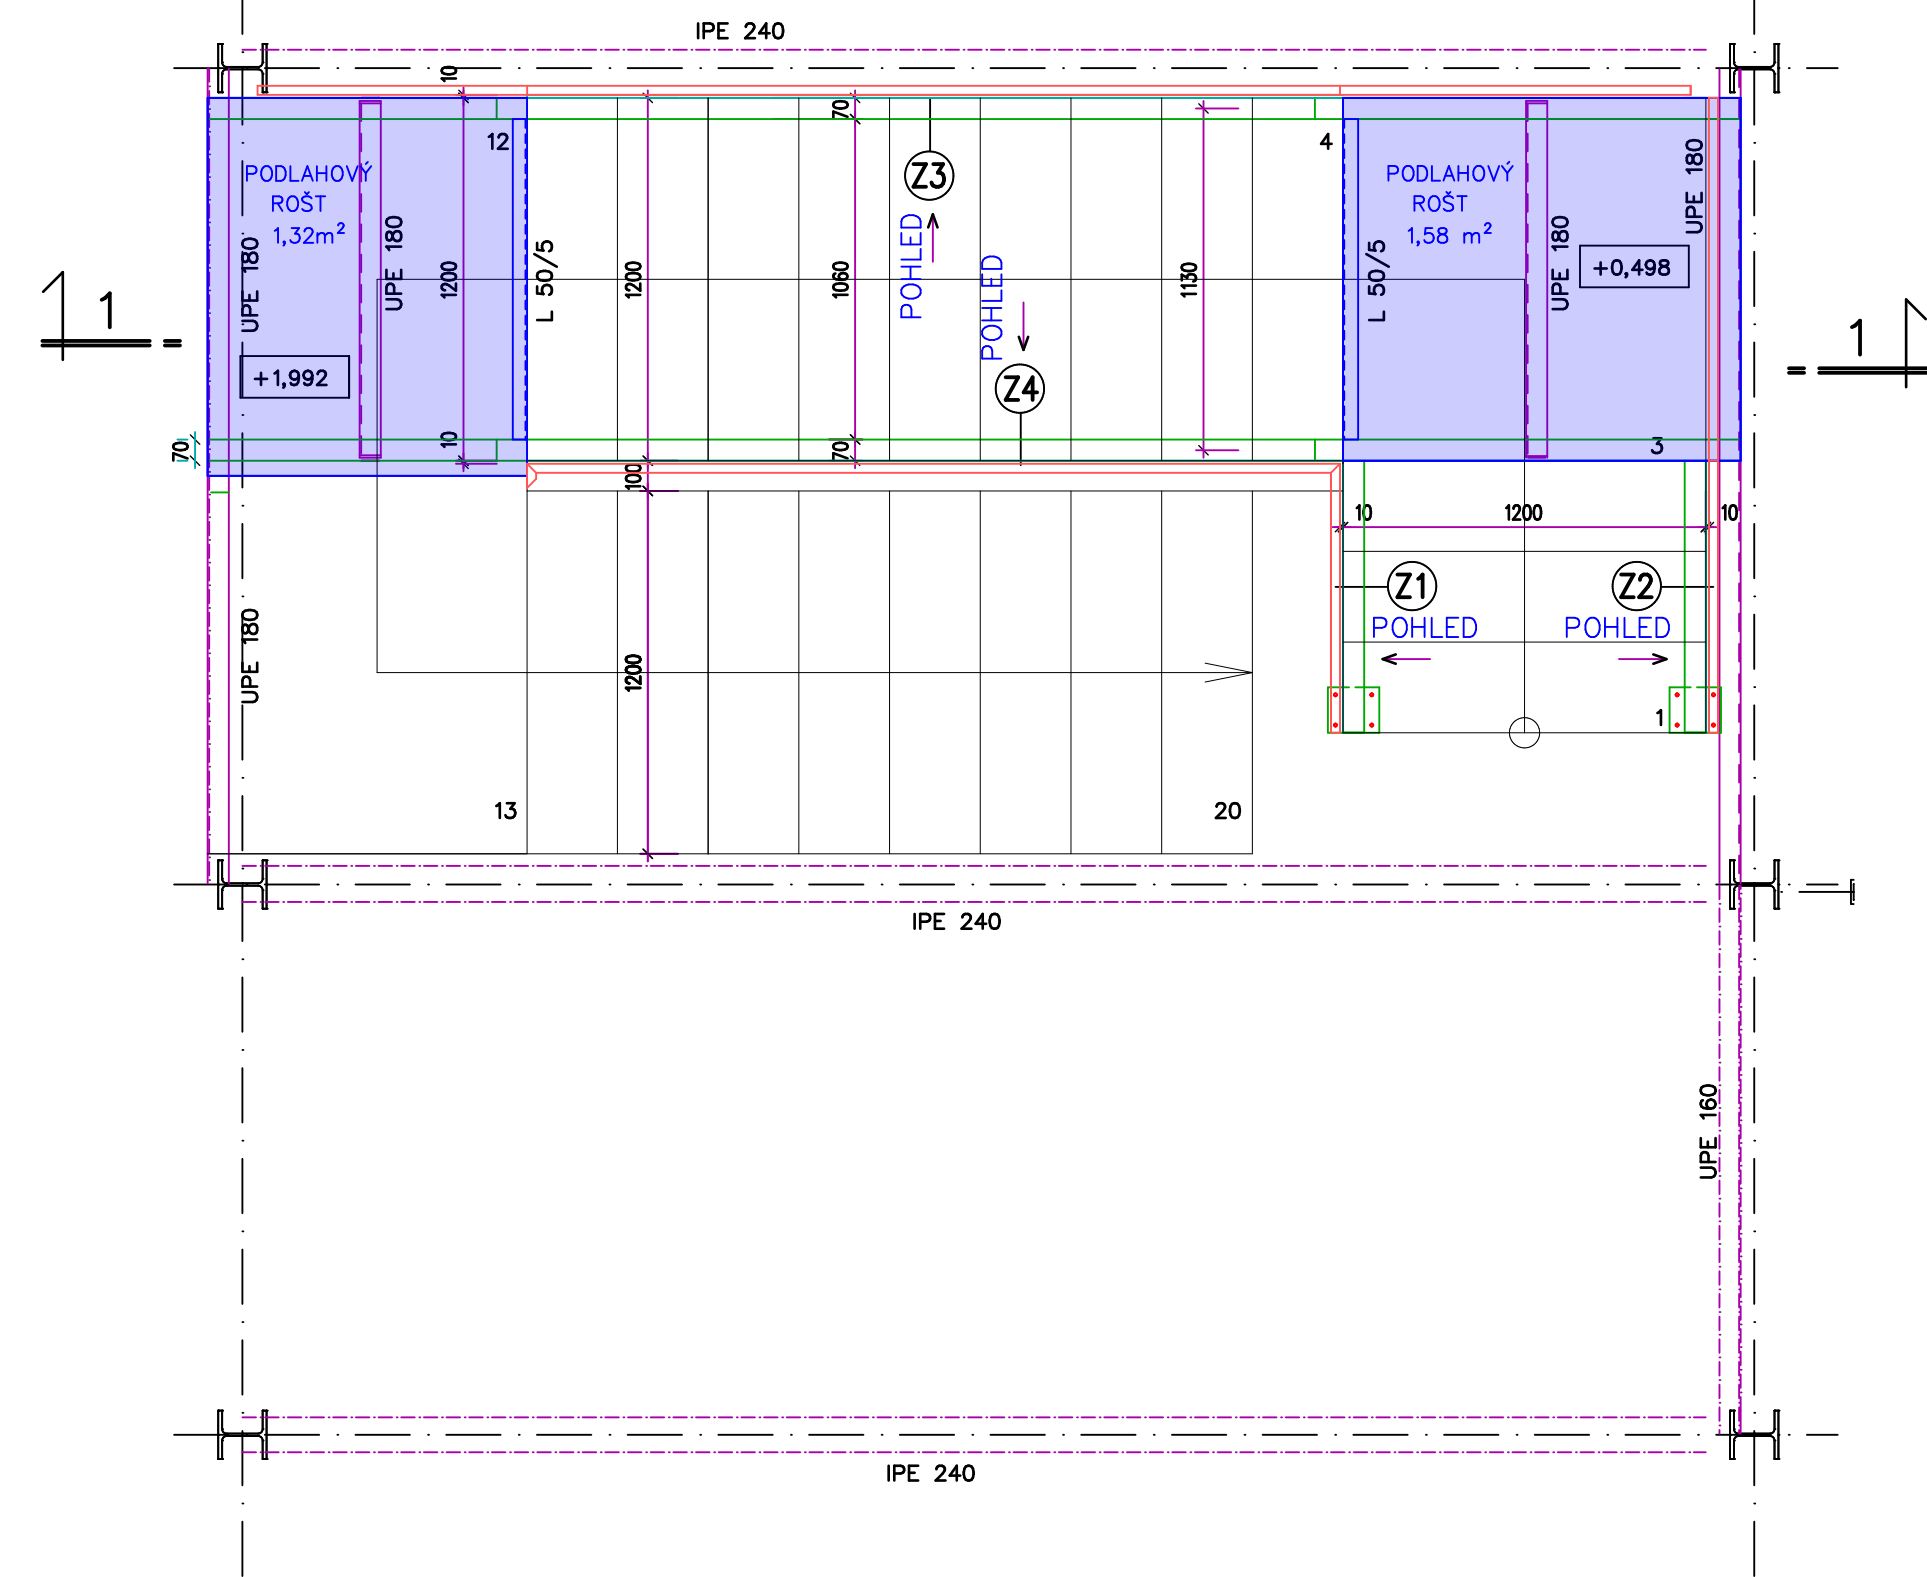 IPE 240
10
70
12
4
PODLAHOVÝ
ROŠT
1,32m²
PODLAHOVÝ
ROŠT
1,58 m²
Z3
UPE 180
UPE 180
UPE 180
UPE 180
UPE 180
L 50/5
L 50/5
1200
1200
1060
1130
POHLED
POHLED
+0,498
1
1
+1,992
Z4
70
10
70
100
3
10
1200
10
Z1
Z2
POHLED
POHLED
UPE 180
1200
1
13
20
IPE 240
UPE 160
IPE 240